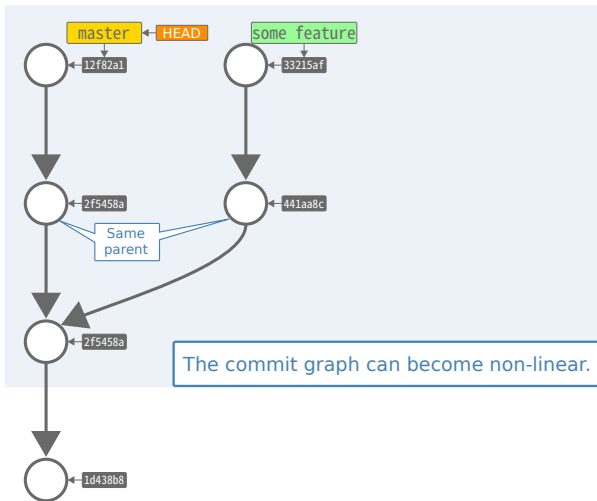 master
HEAD
some feature
12f82a1
33215af
2f5458a
441aa8c
Same
parent
2f5458a
The commit graph can become non-linear.
1d438b8